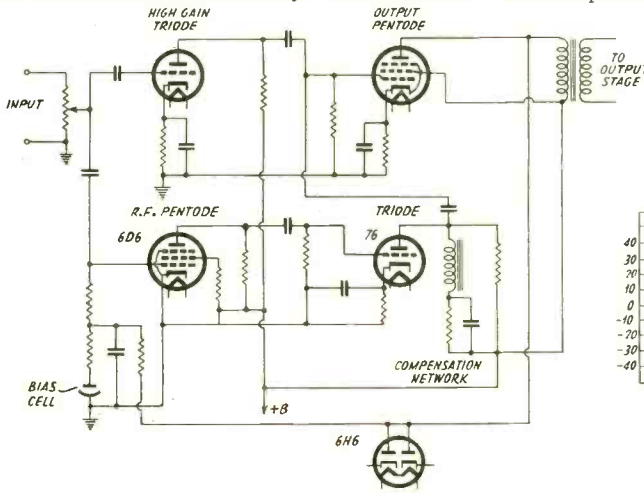 HIGH GAIN
TRIODE
OUTPUT
PENTODE
INPUT
TO
OUTPUT
STAGE
R.F. PENTODE
6D6
TRIODE
76
COMPENSATION
NETWORK
BIAS
CELL
+B
6H6
40
30
20
10
0
-10
-20
-30
-40